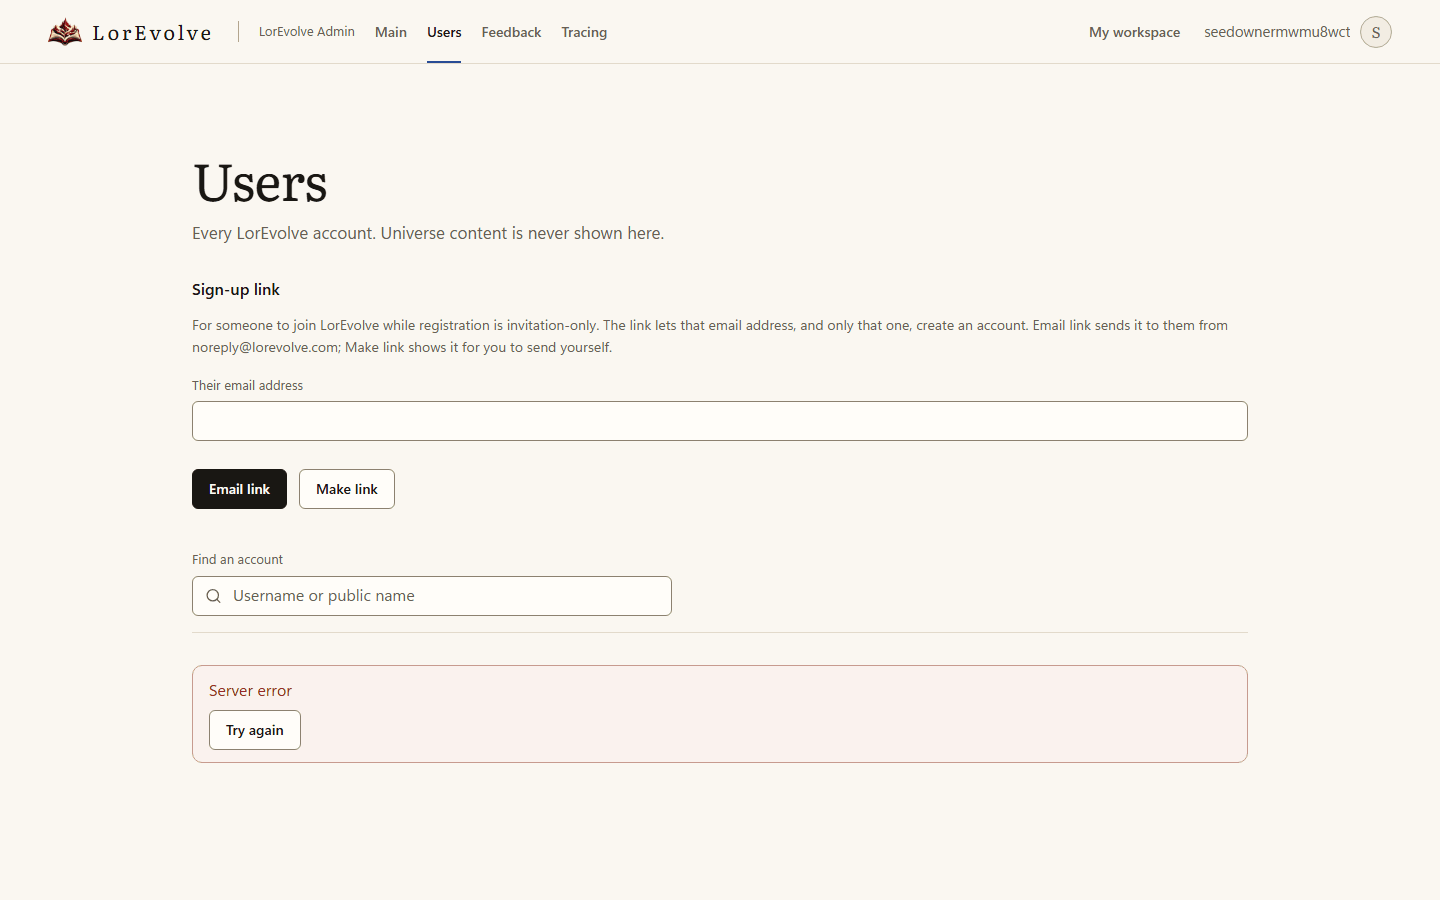 LorEvolve
LorEvolve Admin
Main
Users
Feedback
Tracing
My workspace
seedownermwmu8wct
S
Users
Every LorEvolve account. Universe content is never shown here.
Sign-up link
For someone to join LorEvolve while registration is invitation-only. The link lets that email address, and only that one, create an account. Email link sends it to them from
noreply@lorevolve.com; Make link shows it for you to send yourself.
Their email address
Email link
Make link
Find an account
Username or public name
Server error
Try again